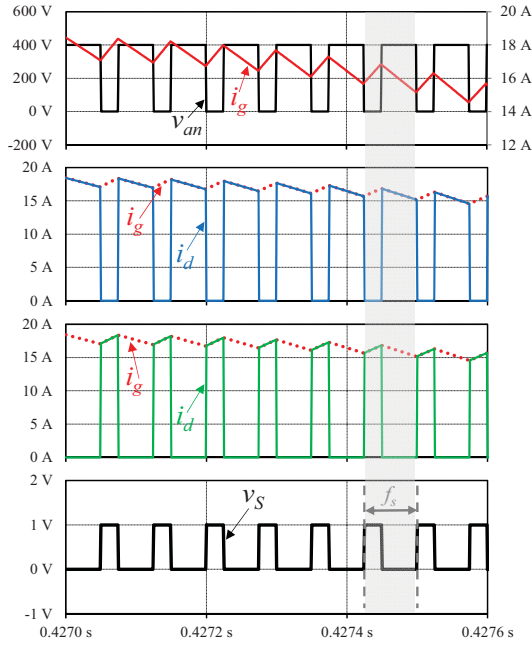 600 V 20 A
400 V 18 A
200 V 16 A
0 V 14 A
-200 V 12 A
v_an i_g
20 A
15 A
10 A
5 A
0 A
i_g
i_d
20 A
15 A
10 A
5 A
0 A
i_g
i_d
2 V
1 V
0 V
-1 V
v_S f_s
0.4270 s 0.4272 s 0.4274 s 0.4276 s